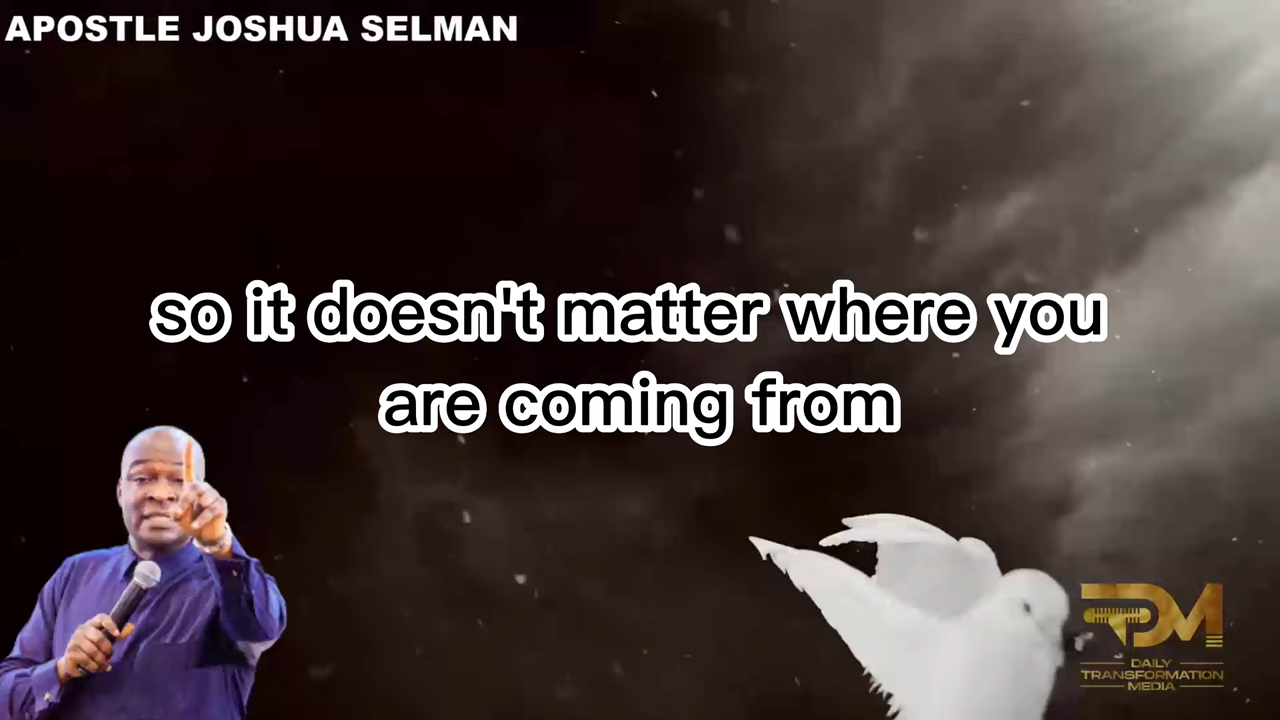 APOSTLE JOSHUA SELMAN
so it doesn't matter where you
are coming from
DAILY
TRANSFORMATION
MEDIA